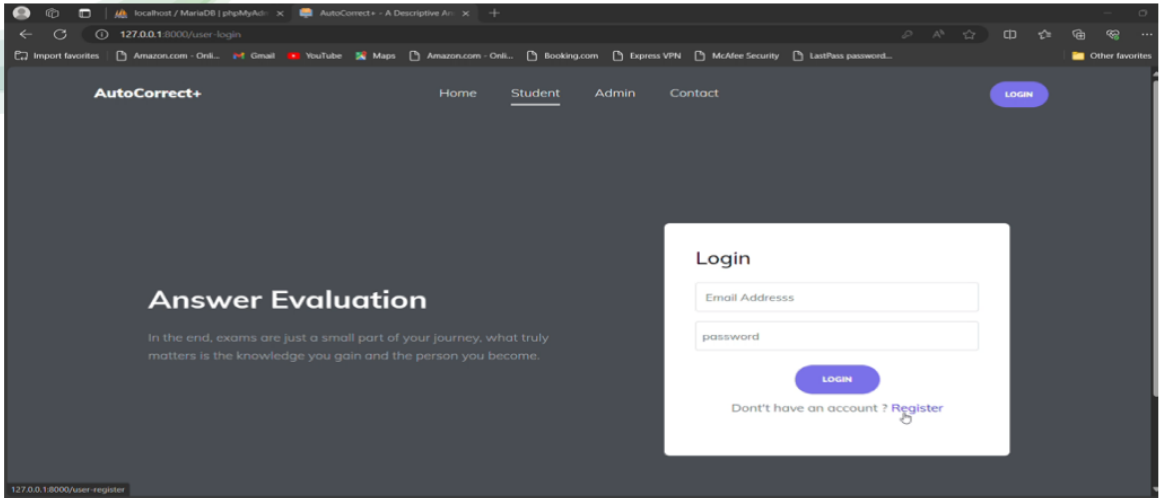 localhost / MariaDB | phpMyAdm
AutoCorrect+ - A Descriptive An
127.0.0.1:8000/user-login
Import favorites Amazon.com - Onli... Gmail YouTube Maps Amazon.com - Onli... Booking.com Express VPN McAfee Security LastPass password... Other favorites
AutoCorrect+ Home Student Admin Contact LOGIN
Login
Email Addresss
Answer Evaluation
In the end, exams are just a small part of your journey, what truly
matters is the knowledge you gain and the person you become.
password
LOGIN
Dont't have an account ? Register
127.0.0.1:8000/user-register